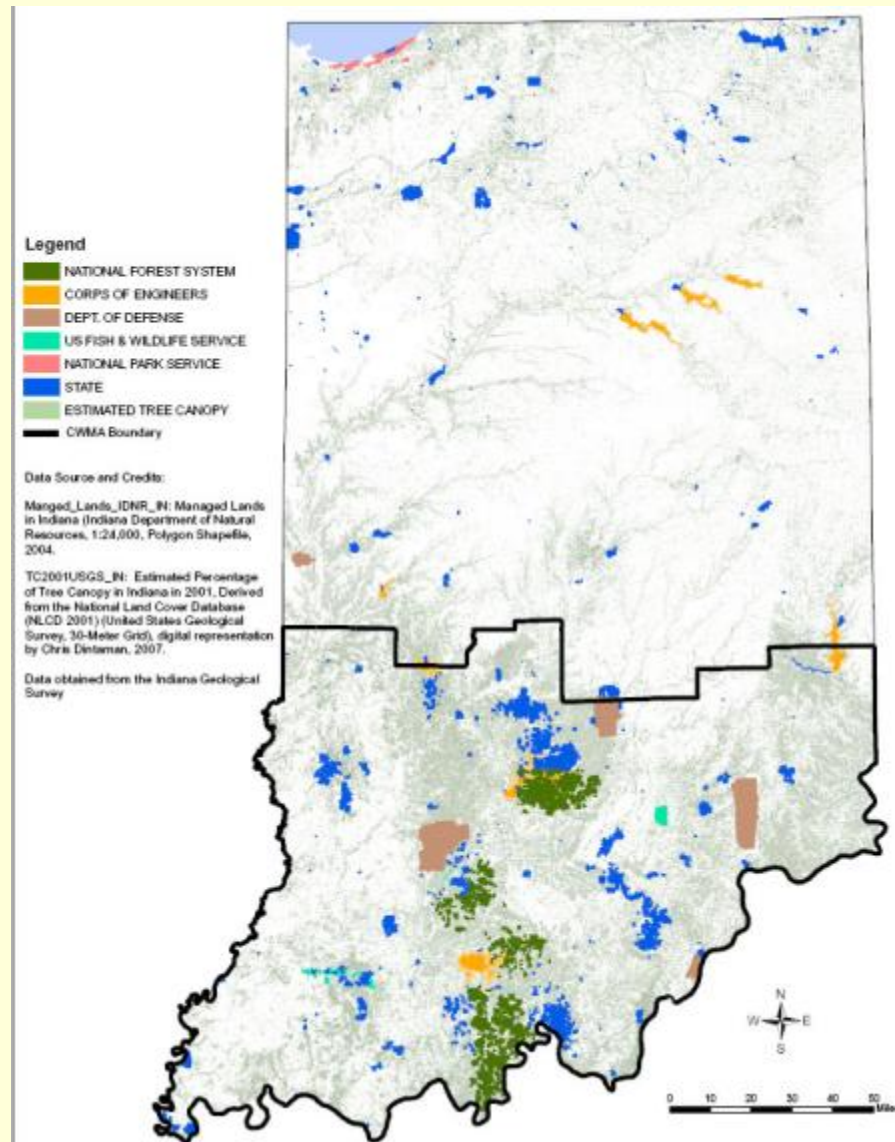 Legend
NATIONAL FOREST SYSTEM
CORPS OF ENGINEERS
DEPT. OF DEFENSE
US FISH & WILDLIFE SERVICE
NATIONAL PARK SERVICE
STATE
ESTIMATED TREE CANOPY
CWMA Boundary
Data Source and Credits:
Manged_Lands_IDNR_IN: Managed Lands
in Indiana (Indiana Department of Natural
Resources, 1:24,000, Polygon Shapefile,
2004.
TC2001USGS_IN: Estimated Percentage
of Tree Canopy in Indiana in 2001, Derived
from the National Land Cover Database
(NLCD 2001) (United States Geological
Survey, 30-Meter Grid), digital representation
by Chris Dintaman, 2007.
Data obtained from the Indiana Geological
Survey
N
W E
S
0 10 20 30 40 50
Miles